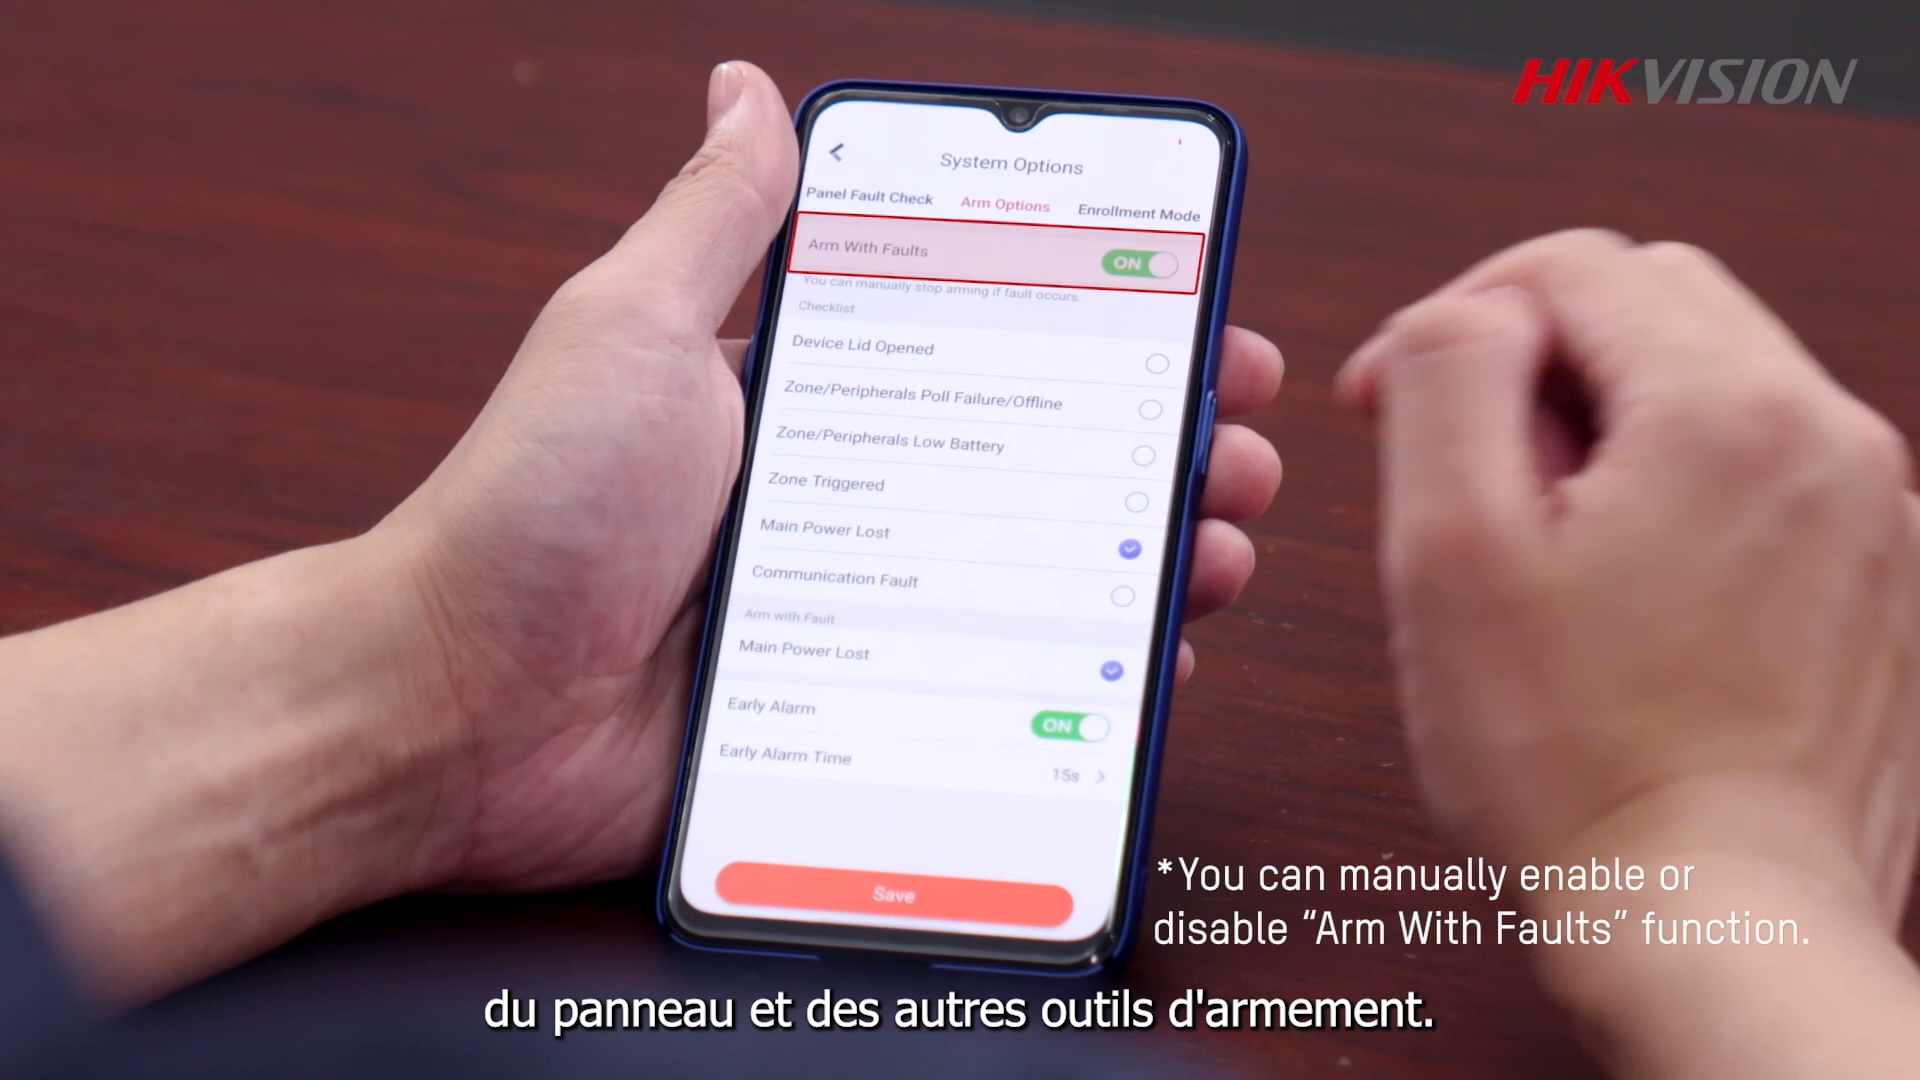 HIKVISION
System Options
Panel Fault Check Arm Options Enrollment Mode
Arm With Faults ON
You can manually stop arming if fault occurs.
Checklist
Device Lid Opened
Zone/Peripherals Poll Failure/Offline
Zone/Peripherals Low Battery
Zone Triggered
Main Power Lost
Communication Fault
Arm with Fault
Main Power Lost
Early Alarm ON
Early Alarm Time 15s
Save
*You can manually enable or
disable “Arm With Faults” function.
du panneau et des autres outils d'armement.